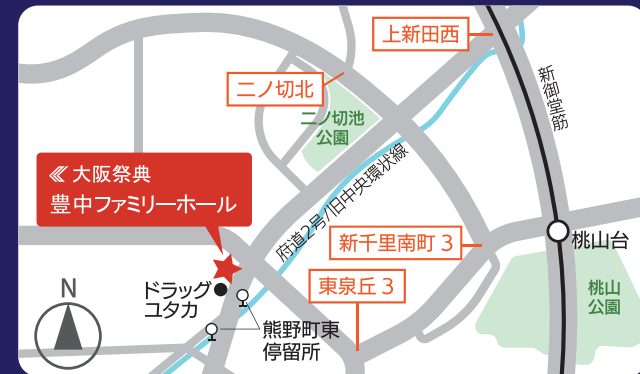 上新田西
二ノ切北
新御堂筋
二ノ切池
公園
≪大阪祭典
豊中ファミリーホール
府道2号/旧中央環状線
新千里南町3
桃山台
N
ドラッグ
ユタカ
東泉丘3
桃山
公園
熊野町東
停留所